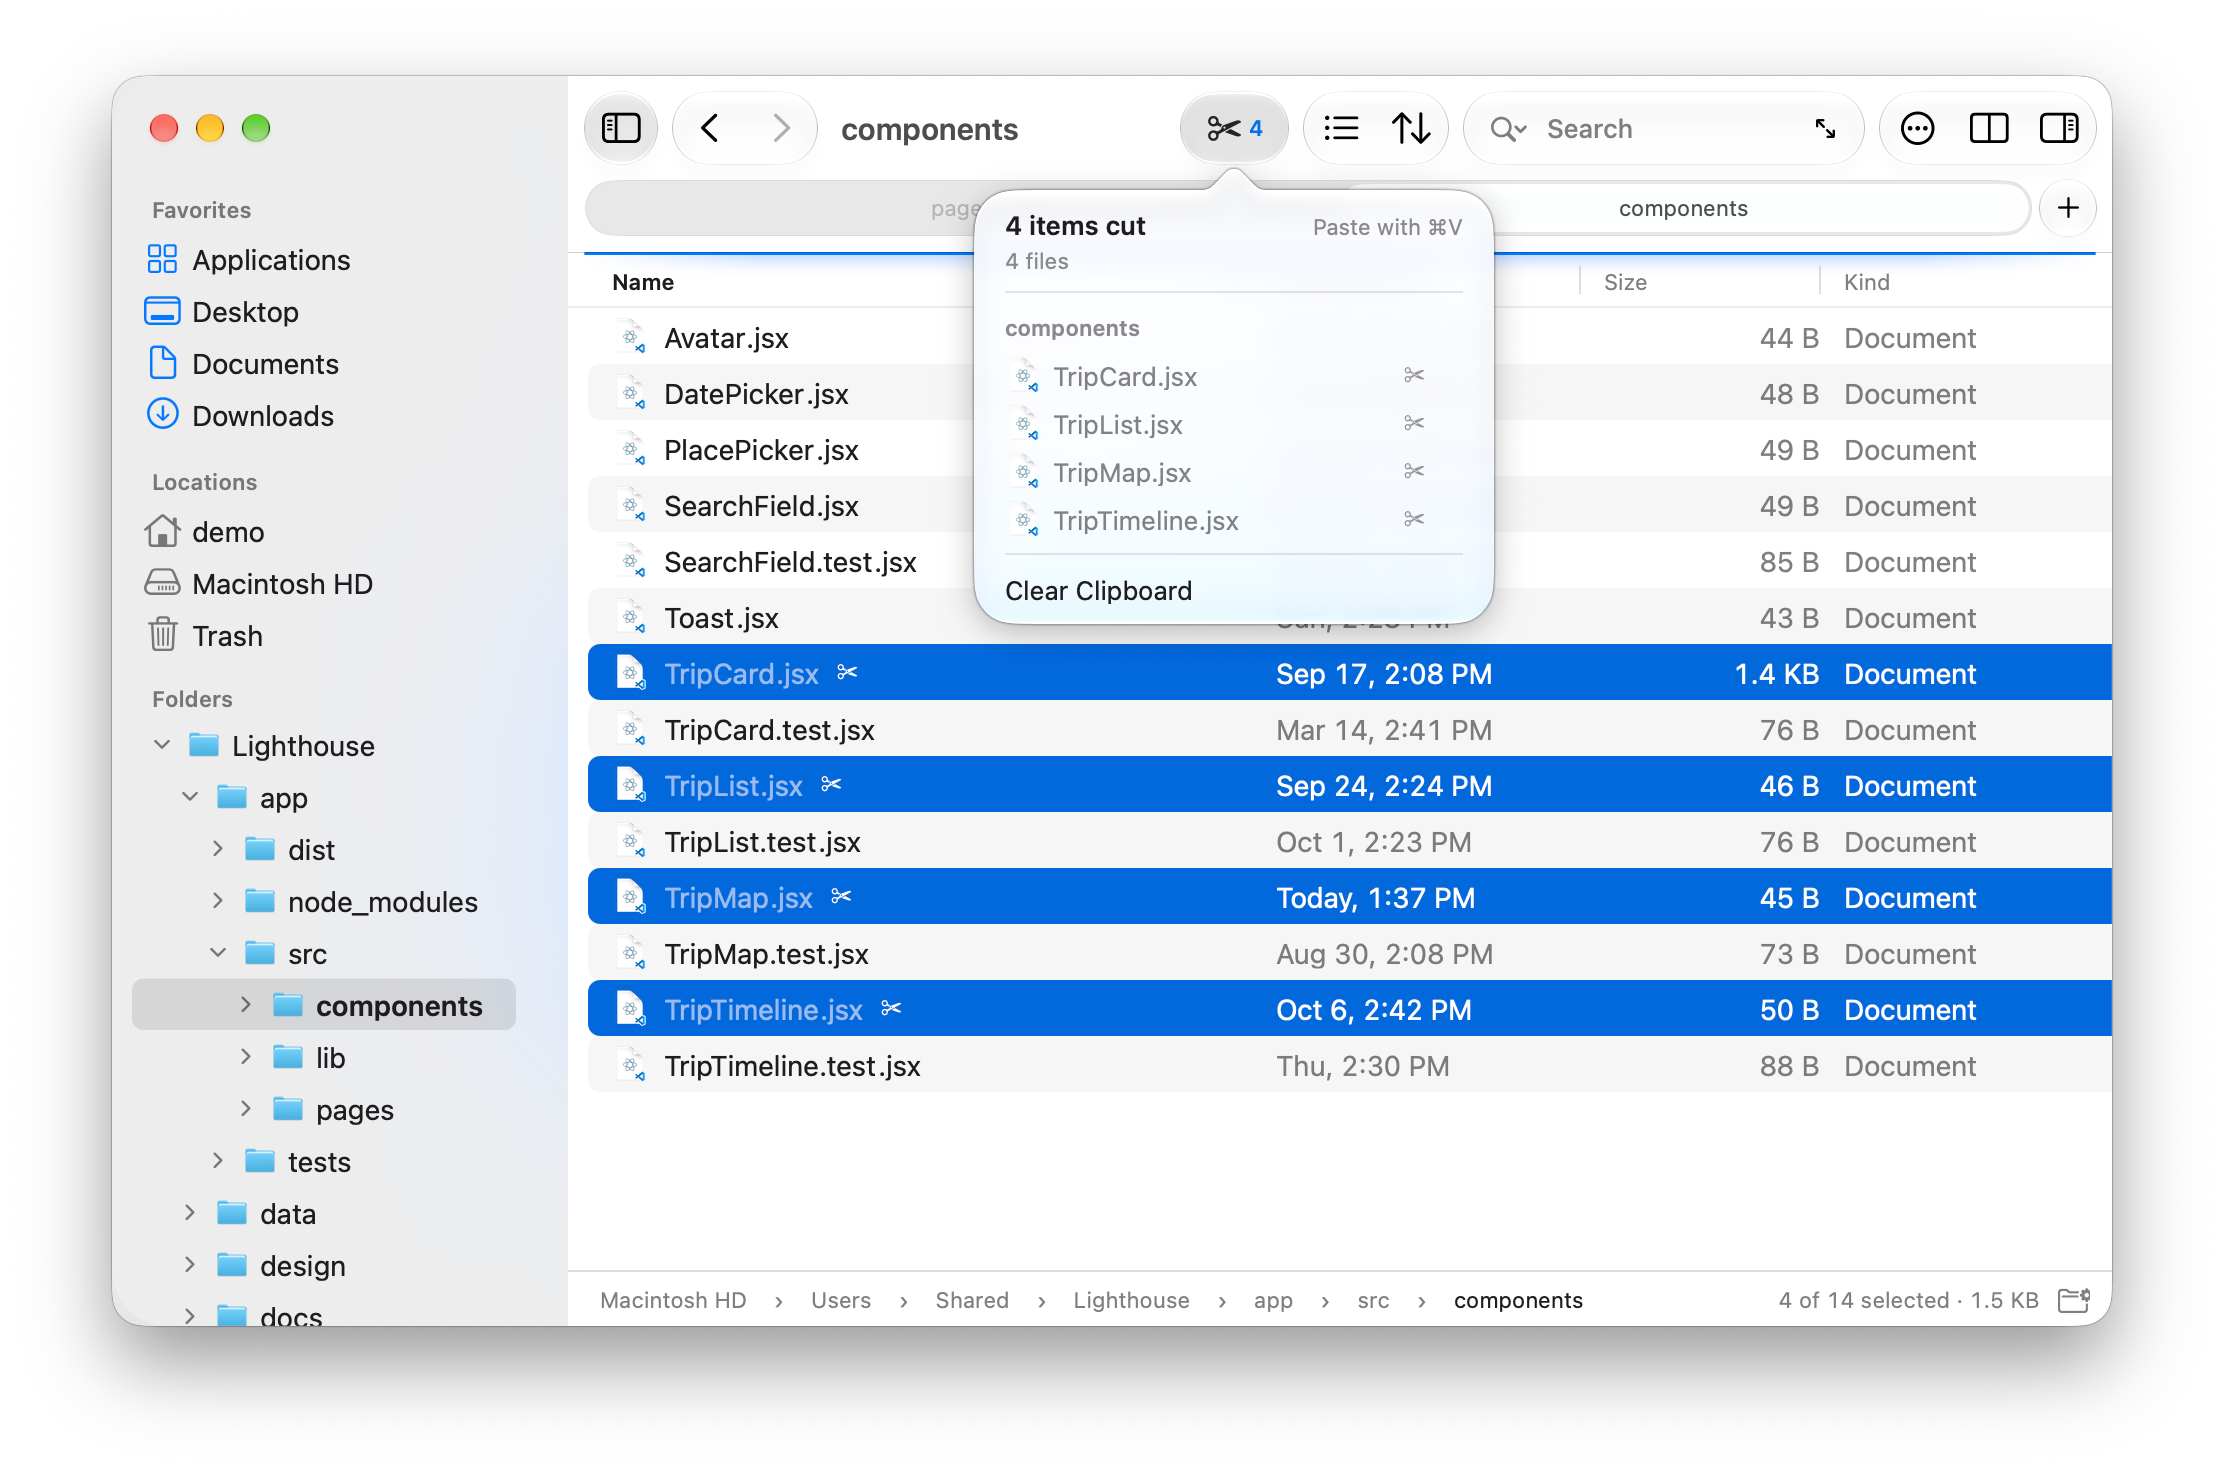 Favorites
Applications
Desktop
Documents
Downloads
Locations
demo
Macintosh HD
Trash
Folders
Lighthouse
app
dist
node_modules
src
components
lib
pages
tests
data
design
docs
components
4
Search
components
4 items cut
Paste with ⌘V
4 files
components
TripCard.jsx
TripList.jsx
TripMap.jsx
TripTimeline.jsx
Clear Clipboard
Name
Size
Kind
Avatar.jsx 44 B Document
DatePicker.jsx 48 B Document
PlacePicker.jsx 49 B Document
SearchField.jsx 49 B Document
SearchField.test.jsx 85 B Document
Toast.jsx 43 B Document
TripCard.jsx Sep 17, 2:08 PM 1.4 KB Document
TripCard.test.jsx Mar 14, 2:41 PM 76 B Document
TripList.jsx Sep 24, 2:24 PM 46 B Document
TripList.test.jsx Oct 1, 2:23 PM 76 B Document
TripMap.jsx Today, 1:37 PM 45 B Document
TripMap.test.jsx Aug 30, 2:08 PM 73 B Document
TripTimeline.jsx Oct 6, 2:42 PM 50 B Document
TripTimeline.test.jsx Thu, 2:30 PM 88 B Document
Macintosh HD › Users › Shared › Lighthouse › app › src › components
4 of 14 selected · 1.5 KB